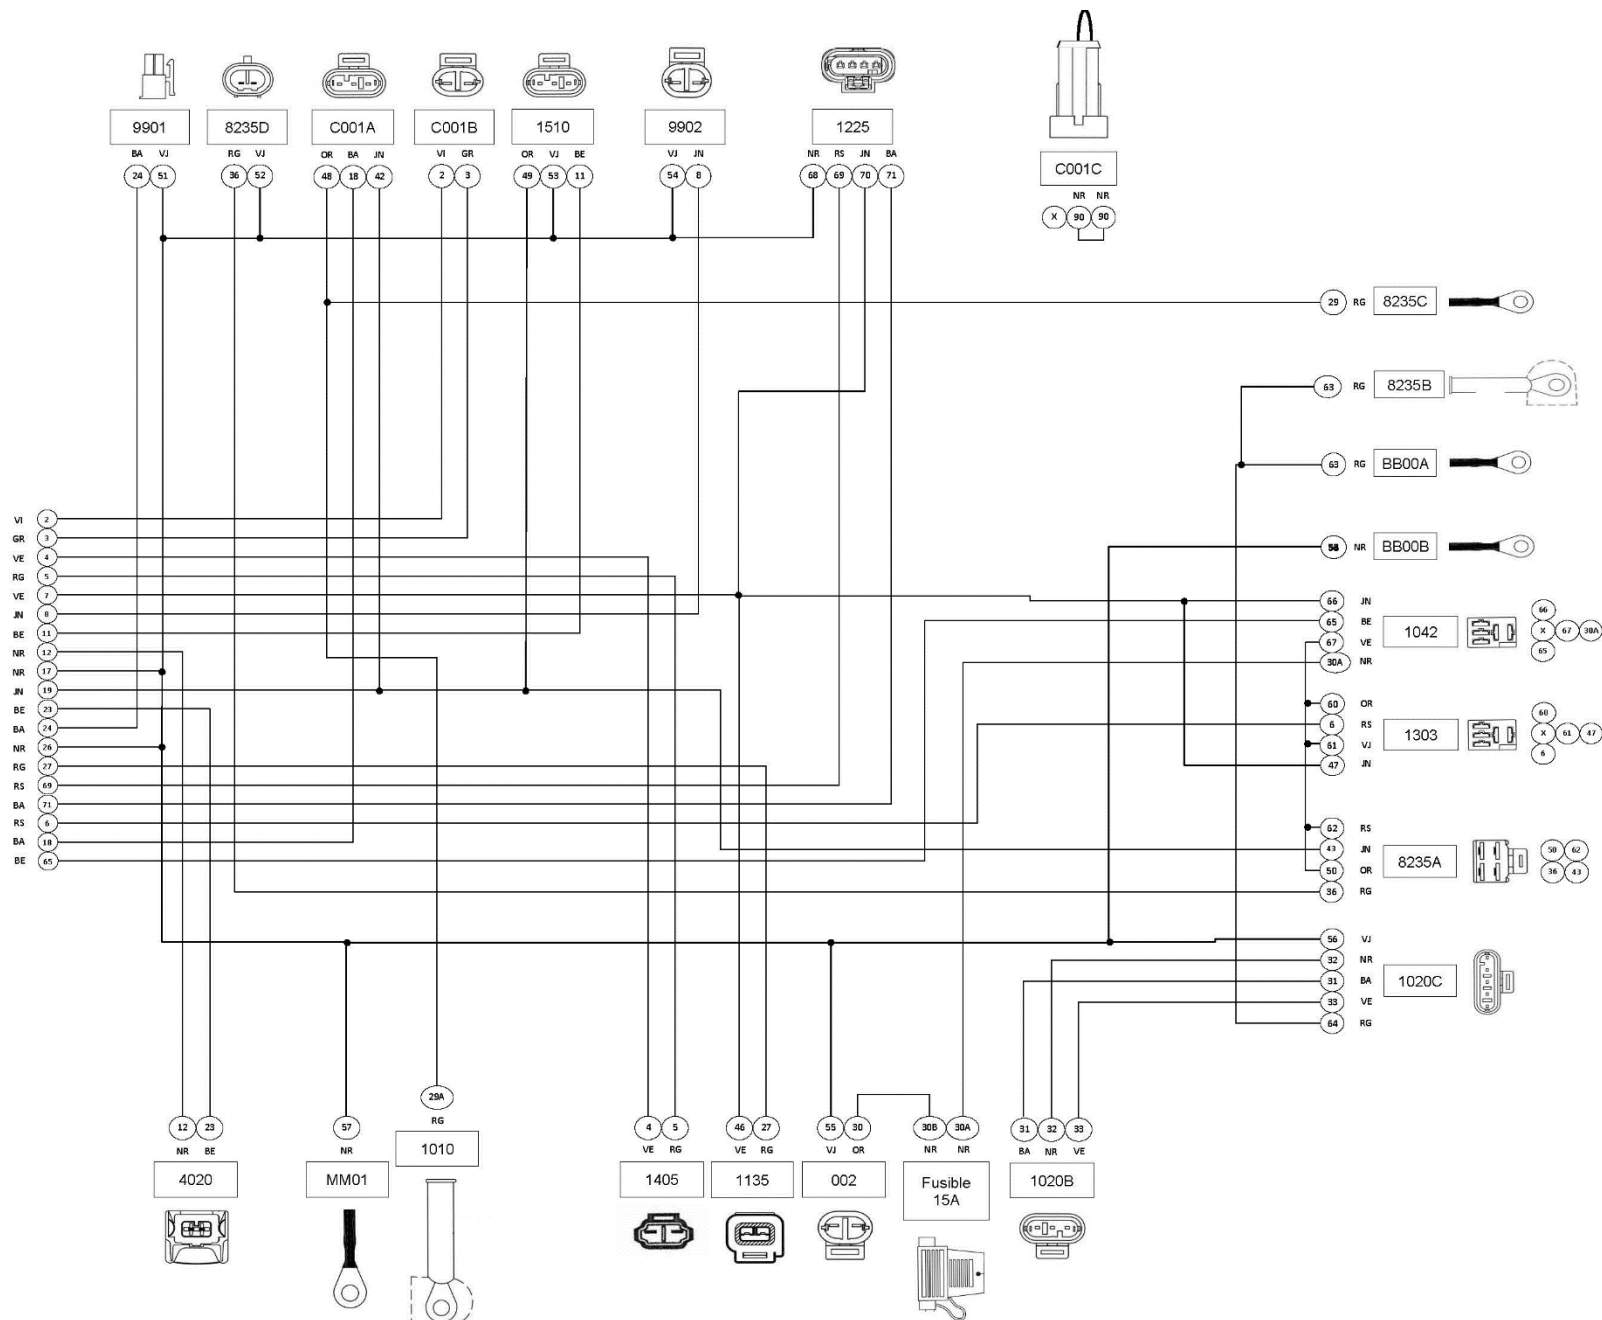 9901 8235D C001A C001B 1510 9902 1225
C001C
BA VJ RG VJ OR BA JN VI GR OR VJ BE VJ JN NR RS JN BA
24 51 36 52 48 18 42 2 3 49 53 11 54 8 68 69 70 71
NR NR
X 90 90
29 RG 8235C
63 RG 8235B
63 RG BB00A
VI 2
GR 3
VE 4
NR BB00B
RG 5
VE 7
JN 8
BE 11
NR 12
NR 17
JN 19
BE 23
BA 24
NR 26
RG 27
RS 69
BA 71
RS 6
BA 18
BE 65
66 JN
65 BE
67 VE
30A NR
1042
66
X 67 30A
65
60 OR
6 RS
61 VJ
47 JN
1303
60
X 61 47
6
62 RS
43 JN
50 OR
36 RG
8235A
50 62
36 43
56 VJ
32 NR
31 BA
33 VE
64 RG
1020C
29A
RG
1010
12 23 57 4 5 46 27 55 30 30B 30A 31 32 33
NR BE NR VE RG VE RG VJ OR NR NR BA NR VE
4020 MM01 1405 1135 002 Fusible 1020B
15A